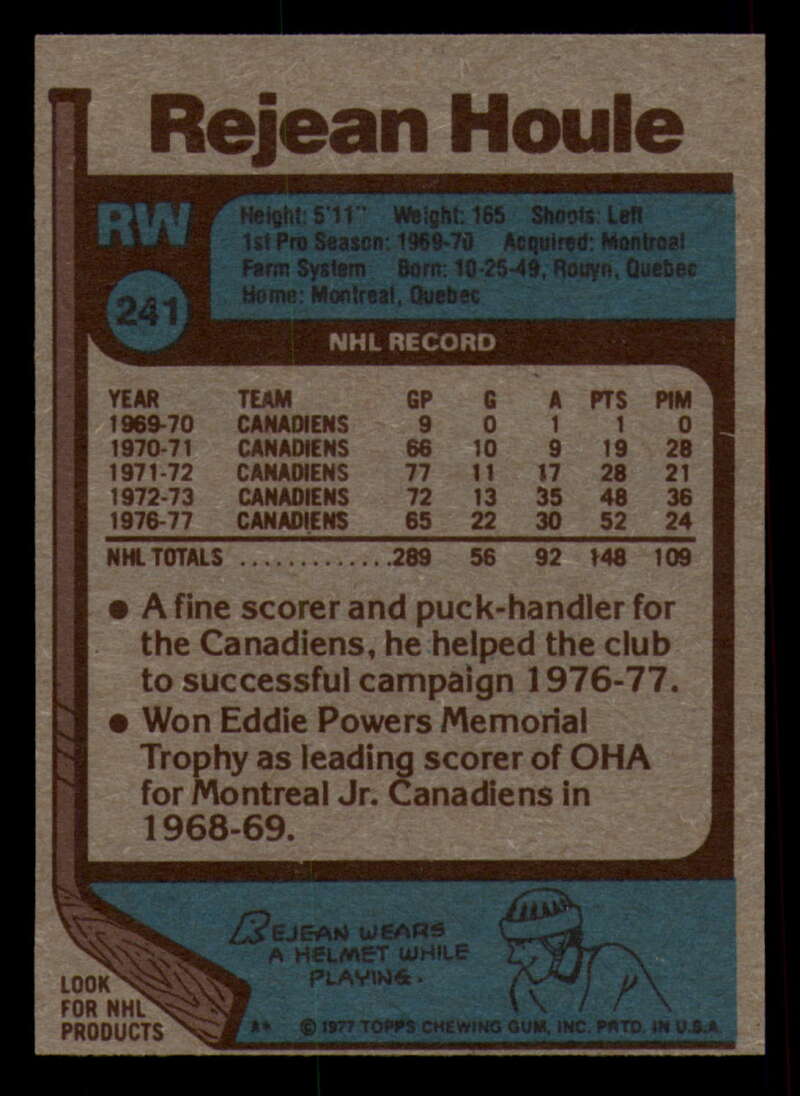 Rejean Houle
RW
Height: 5'11" Weight: 165 Shoots: Left
1st Pro Season: 1969-70 Acquired: Montreal
Farm System Born: 10-25-49, Rouyn, Quebec
Home: Montreal, Quebec
241
NHL RECORD
YEAR TEAM GP G A PTS PIM
1969-70 CANADIENS 9 0 1 1 0
1970-71 CANADIENS 66 10 9 19 28
1971-72 CANADIENS 77 11 17 28 21
1972-73 CANADIENS 72 13 35 48 36
1976-77 CANADIENS 65 22 30 52 24
NHL TOTALS .............289 56 92 148 109
● A fine scorer and puck-handler for
the Canadiens, he helped the club
to successful campaign 1976-77.
● Won Eddie Powers Memorial
Trophy as leading scorer of OHA
for Montreal Jr. Canadiens in
1968-69.
REJEAN WEARS
A HELMET WHILE
PLAYING.
LOOK
FOR NHL
PRODUCTS
A* © 1977 TOPPS CHEWING GUM, INC. PRTD. IN U.S.A.